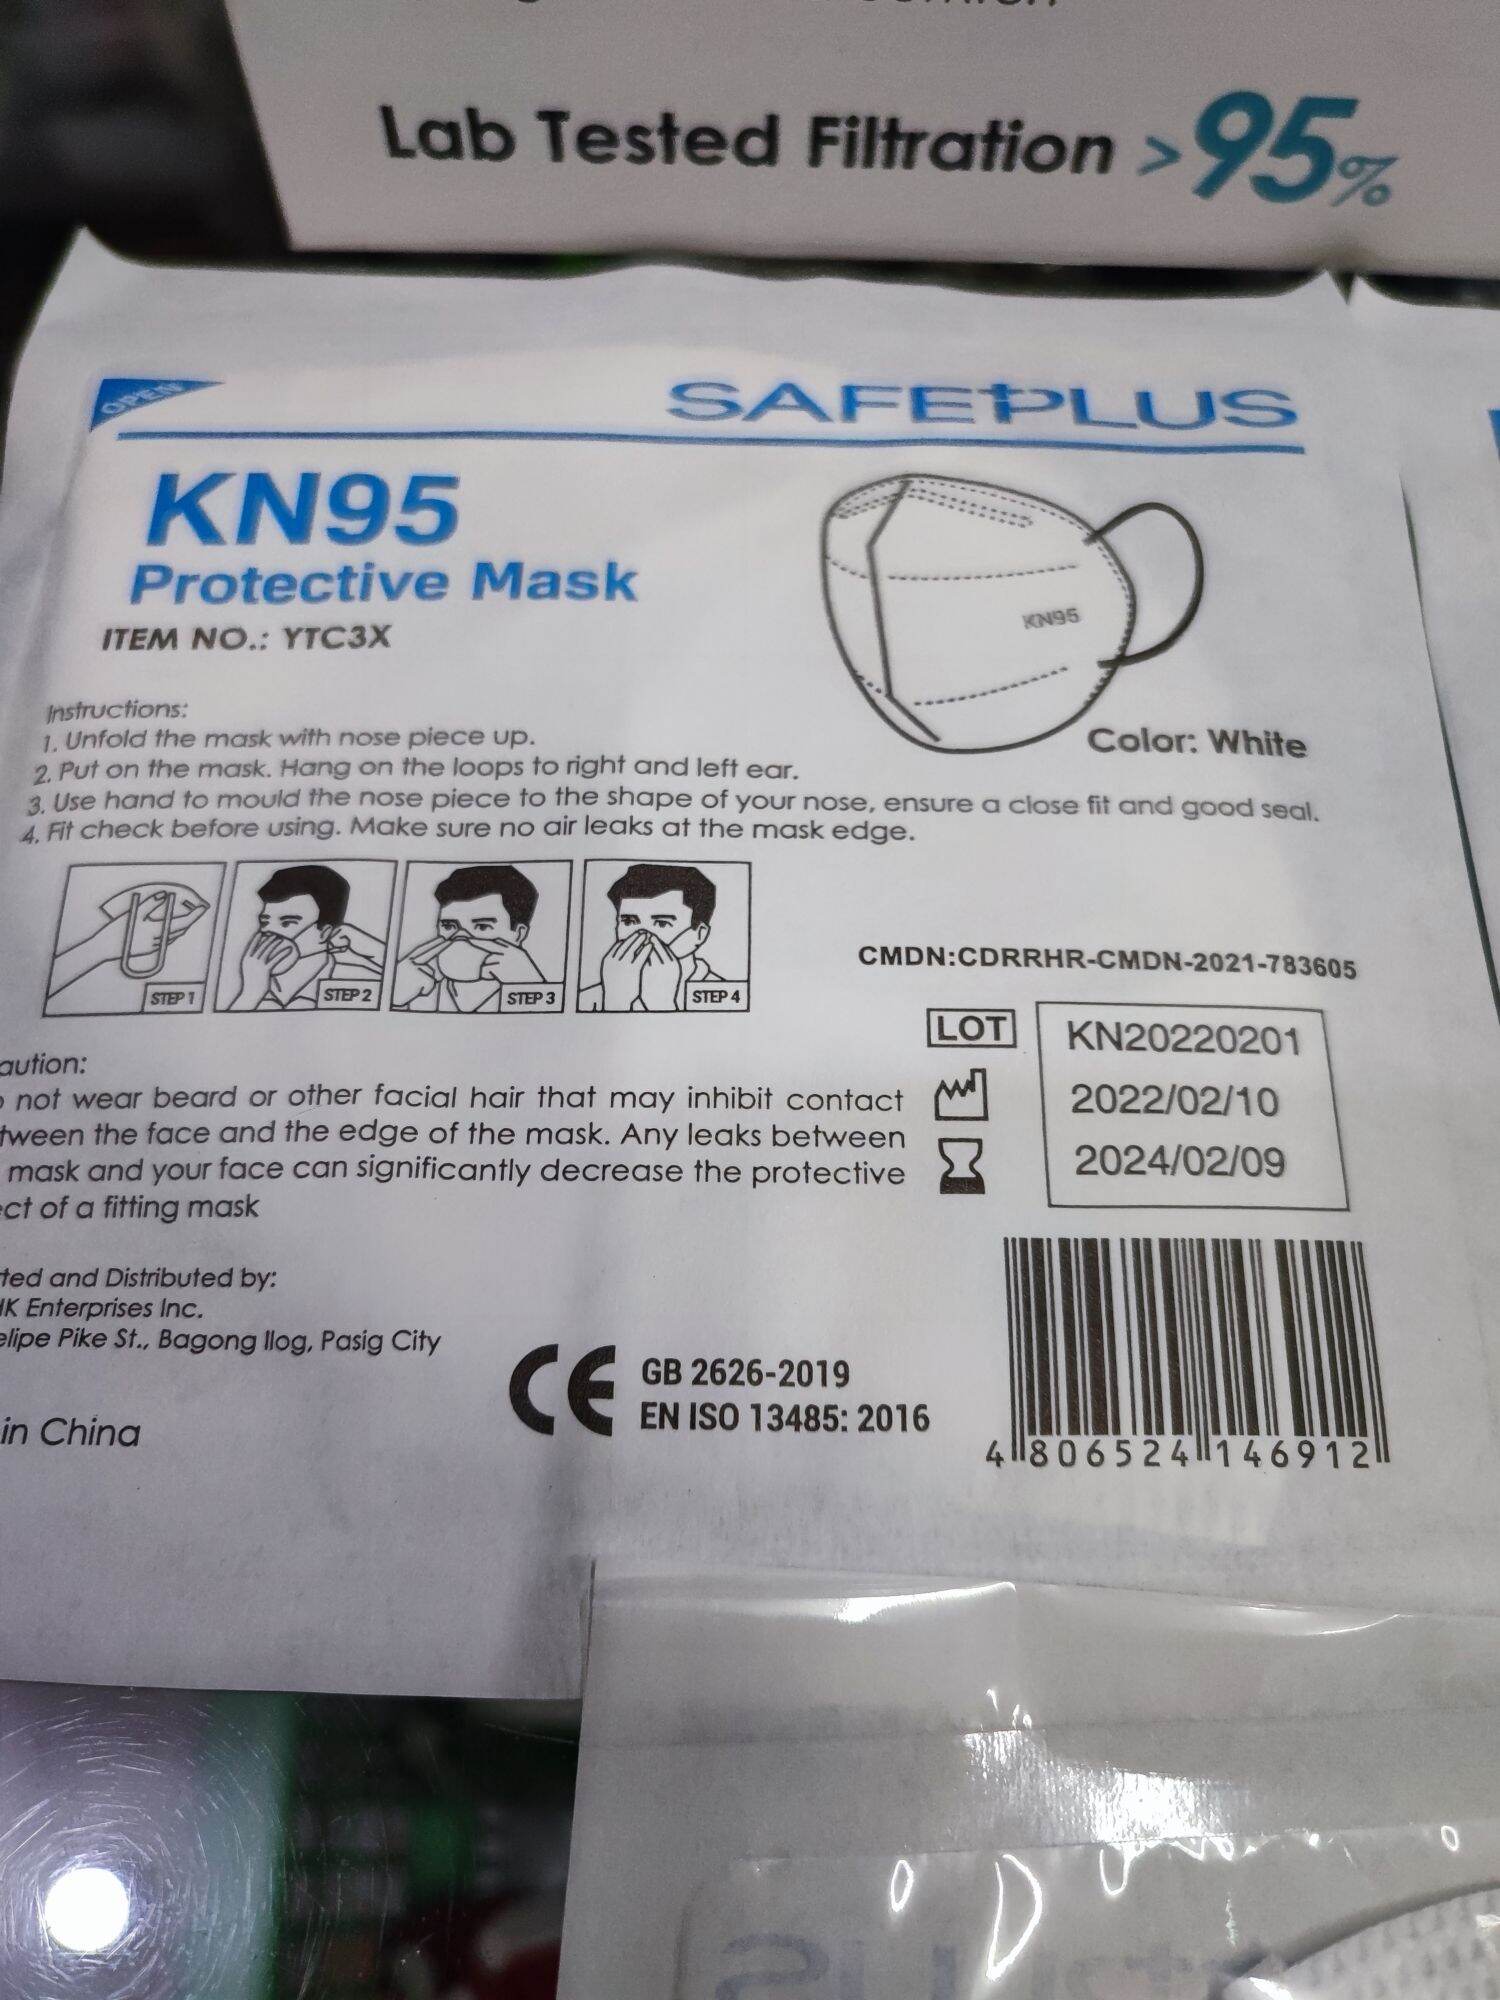 Lab Tested Filtration >95%
OPEN
SAFEPLUS
KN95
Protective Mask
ITEM NO.: YTC3X
KN95
Color: White
Instructions:
1. Unfold the mask with nose piece up.
2. Put on the mask. Hang on the loops to right and left ear.
3. Use hand to mould the nose piece to the shape of your nose, ensure a close fit and good seal.
4. Fit check before using. Make sure no air leaks at the mask edge.
STEP 1
STEP 2
STEP 3
STEP 4
CMDN:CDRRHR-CMDN-2021-783605
LOT KN20220201
2022/02/10
2024/02/09
aution:
not wear beard or other facial hair that may inhibit contact
tween the face and the edge of the mask. Any leaks between
mask and your face can significantly decrease the protective
ect of a fitting mask
ted and Distributed by:
HK Enterprises Inc.
elipe Pike St., Bagong Ilog, Pasig City
in China
CE
GB 2626-2019
EN ISO 13485: 2016
4 806524 146912